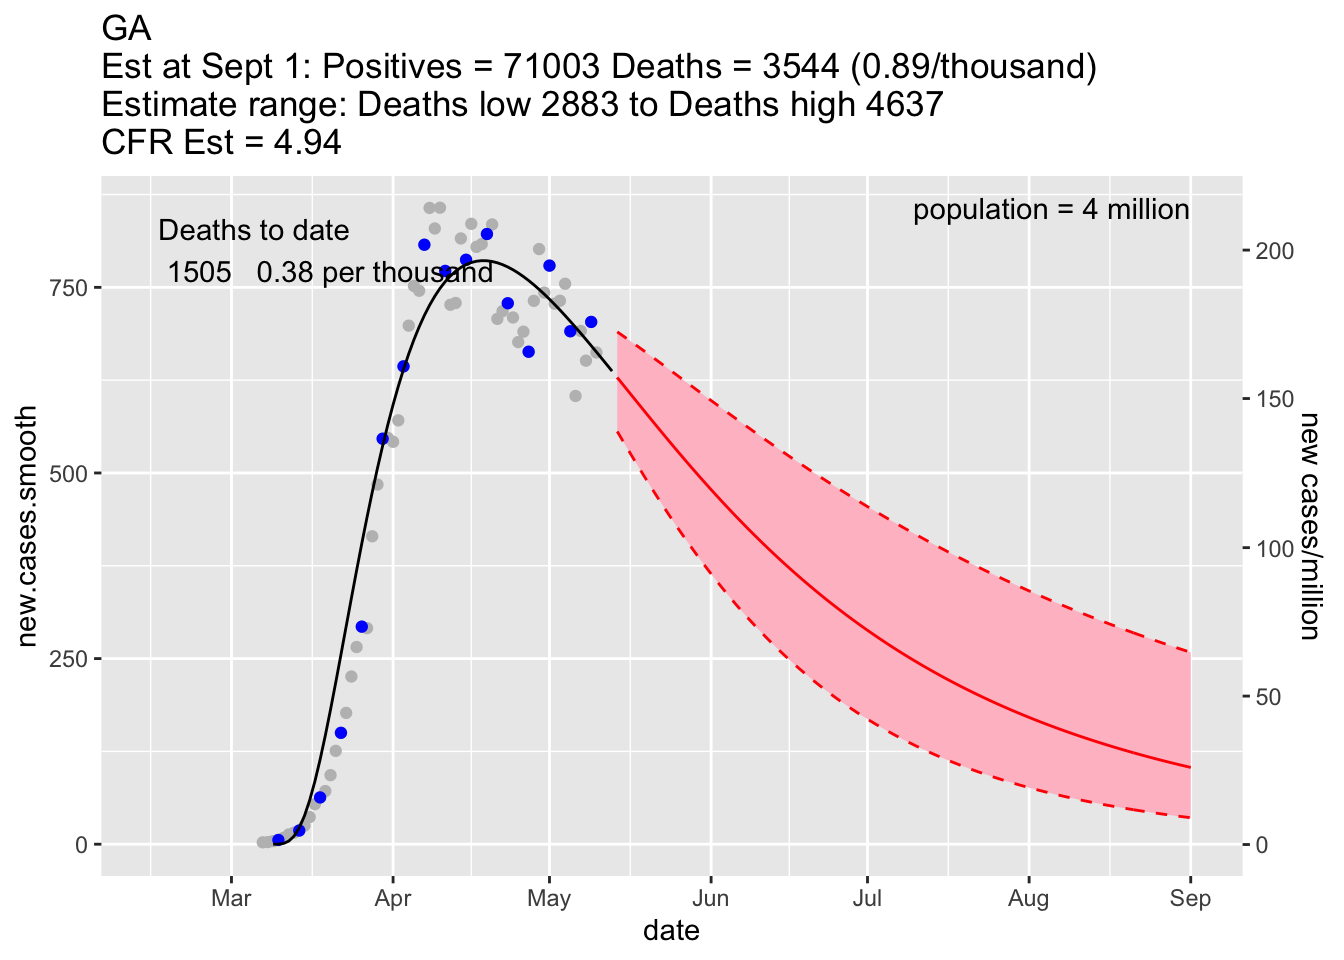 GA
Est at Sept 1: Positives = 71003 Deaths = 3544 (0.89/thousand)
Estimate range: Deaths low 2883 to Deaths high 4637
CFR Est = 4.94
Deaths to date
1505 0.38 per thousand
population = 4 million
new.cases.smooth
750
500
250
0
200
150
100
50
0
new cases/million
Mar Apr May Jun Jul Aug Sep
date